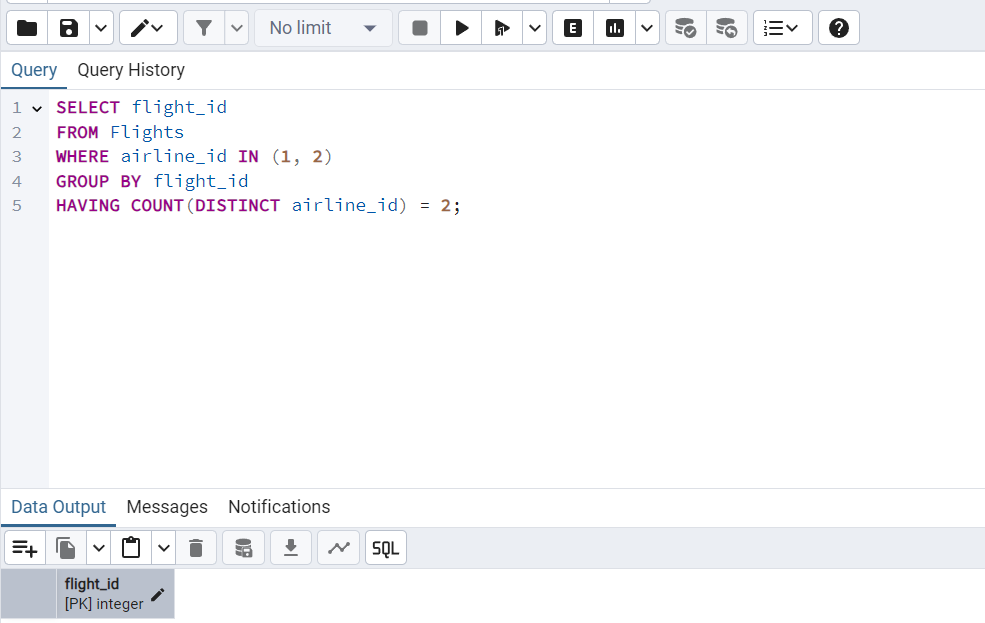 No limit
E
Query Query History
1 SELECT flight_id
2 FROM Flights
3 WHERE airline_id IN (1, 2)
4 GROUP BY flight_id
5 HAVING COUNT(DISTINCT airline_id) = 2;
Data Output Messages Notifications
SQL
flight_id
[PK] integer